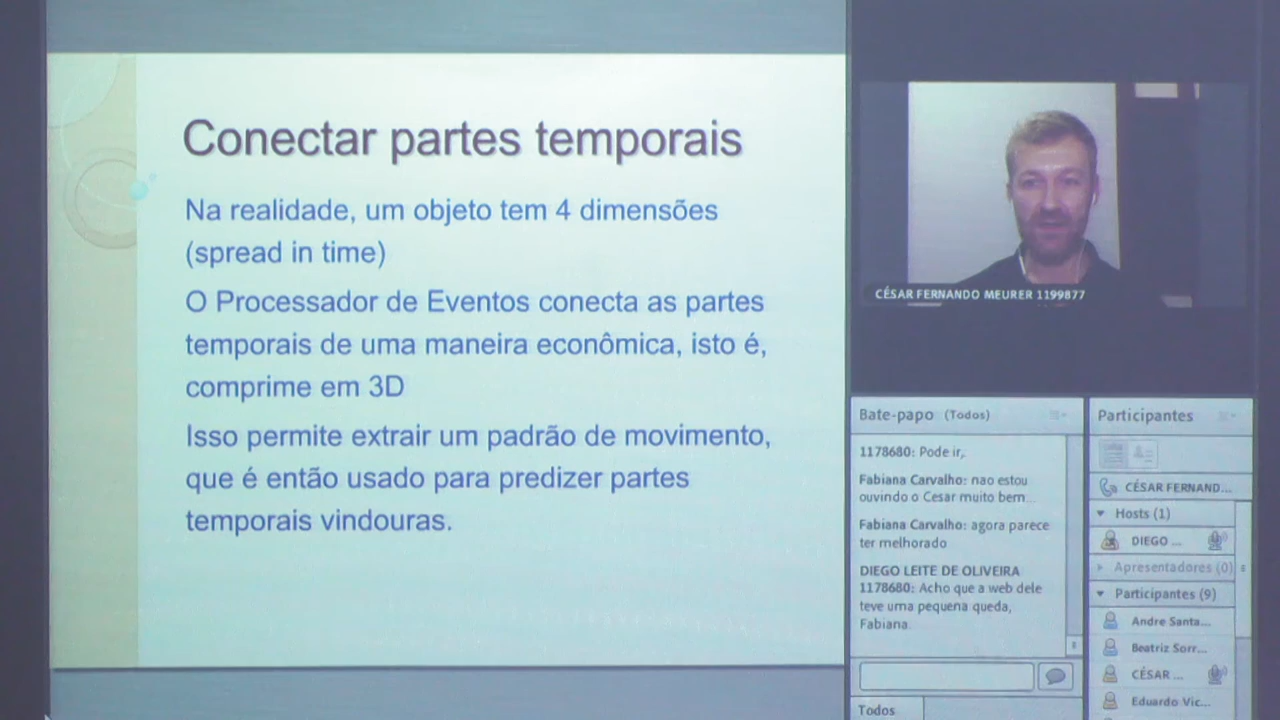 Conectar partes temporais
Na realidade, um objeto tem 4 dimensões
(spread in time)
O Processador de Eventos conecta as partes
temporais de uma maneira econômica, isto é,
comprime em 3D
Isso permite extrair um padrão de movimento,
que é então usado para predizer partes
temporais vindouras.
CÉSAR FERNANDO MEURER 1199877
Bate-papo (Todos)
1178680: Pode ir,.
Fabiana Carvalho: nao estou
ouvindo o Cesar muito bem...
Fabiana Carvalho: agora parece
ter melhorado
DIEGO LEITE DE OLIVEIRA
1178680: Acho que a web dele
teve uma pequena queda,
Fabiana.
Todos
Participantes
CÉSAR FERNAND...
Hosts (1)
DIEGO ...
Apresentadores (0)
Participantes (9)
Andre Santa...
Beatriz Sorr...
CÉSAR ...
Eduardo Vic...